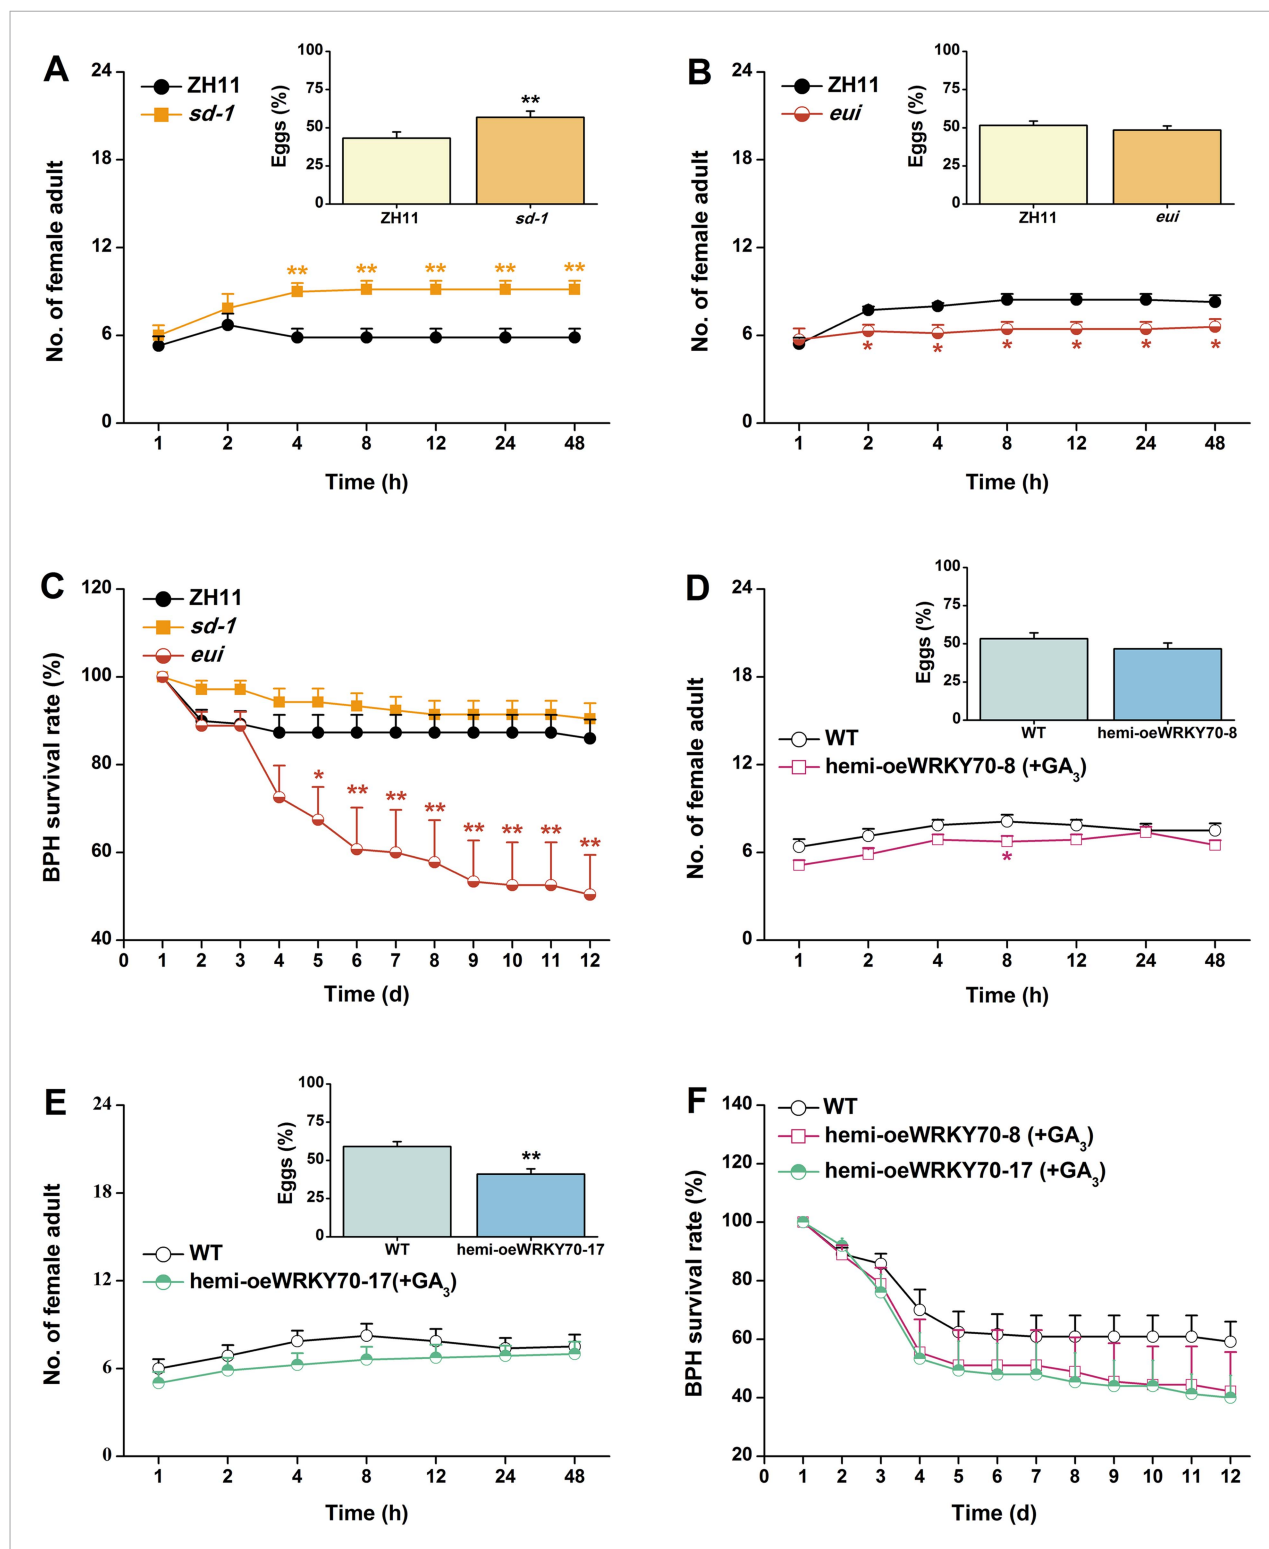 A
ZH11
sd-1
No. of female adult
24
18
12
6
0
1 2 4 8 12 24 48
Time (h)
** ** ** ** **
Eggs (%)
100
75
50
25
0
**
ZH11 sd-1
B
ZH11
eui
No. of female adult
24
18
12
6
0
1 2 4 8 12 24 48
Time (h)
* * * * * *
Eggs (%)
100
75
50
25
0
ZH11 eui
C
ZH11
sd-1
eui
BPH survival rate (%)
120
100
80
60
40
0 1 2 3 4 5 6 7 8 9 10 11 12
Time (d)
* ** ** ** ** ** ** **
D
WT
hemi-oeWRKY70-8 (+GA3)
No. of female adult
24
18
12
6
0
1 2 4 8 12 24 48
Time (h)
*
Eggs (%)
100
75
50
25
0
WT hemi-oeWRKY70-8
E
WT
hemi-oeWRKY70-17(+GA3)
No. of female adult
24
18
12
6
0
1 2 4 8 12 24 48
Time (h)
Eggs (%)
100
75
50
25
0
**
WT hemi-oeWRKY70-17
F
WT
hemi-oeWRKY70-8 (+GA3)
hemi-oeWRKY70-17 (+GA3)
BPH survival rate (%)
140
120
100
80
60
40
20
0 1 2 3 4 5 6 7 8 9 10 11 12
Time (d)